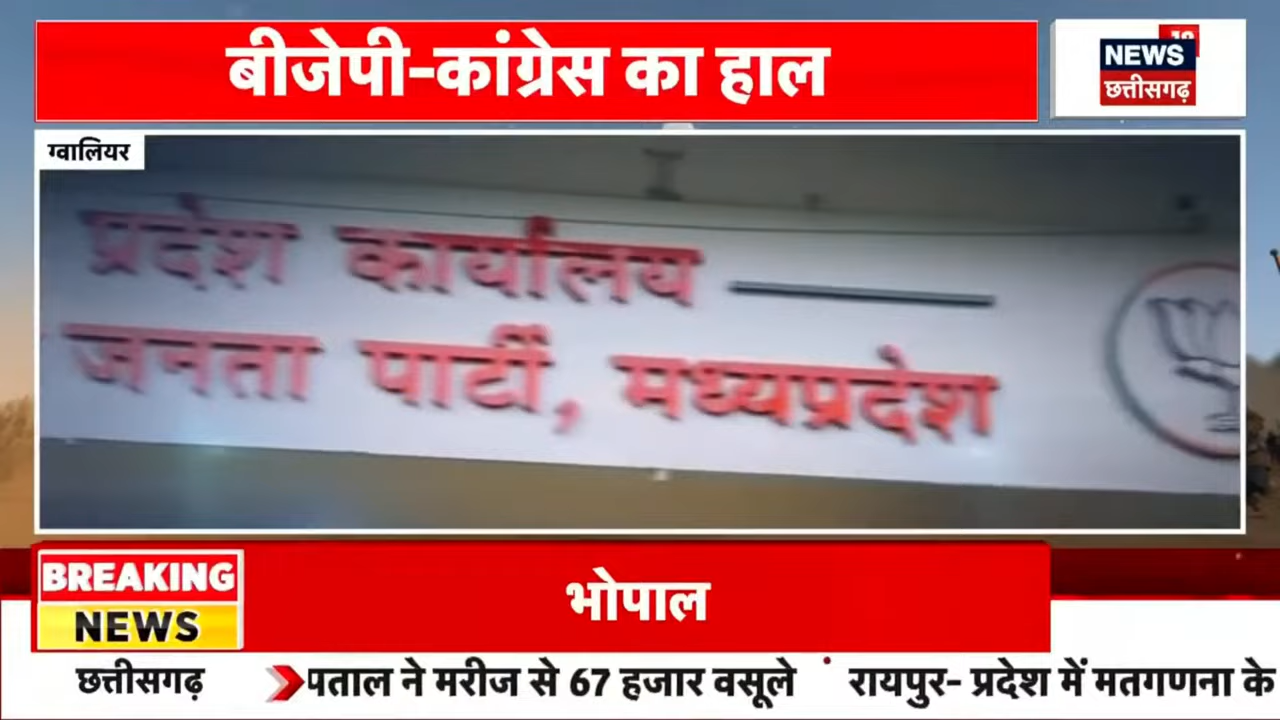 बीजेपी-कांग्रेस का हाल
18
NEWS
छत्तीसगढ़
ग्वालियर
प्रदेश कार्यालय
जनता पार्टी, मध्यप्रदेश
BREAKING
NEWS
भोपाल
छत्तीसगढ़
पताल ने मरीज से 67 हजार वसूले
रायपुर- प्रदेश में मतगणना के